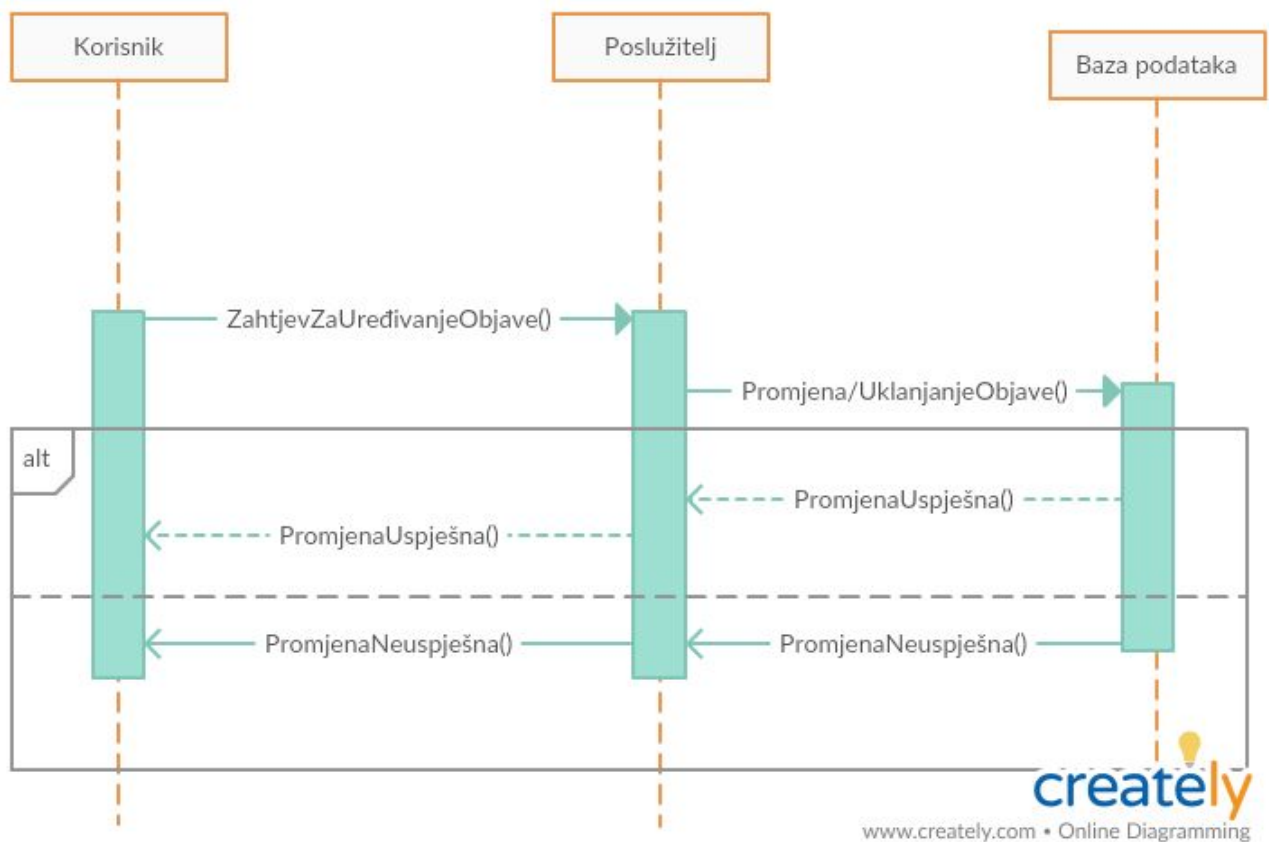 Korisnik
Poslužitelj
Baza podataka
ZahtjevZaUređivanjeObjave()
Promjena/UklanjanjeObjave()
alt
PromjenaUspješna()
PromjenaUspješna()
PromjenaNeuspješna()
PromjenaNeuspješna()
creately
www.creately.com • Online Diagramming